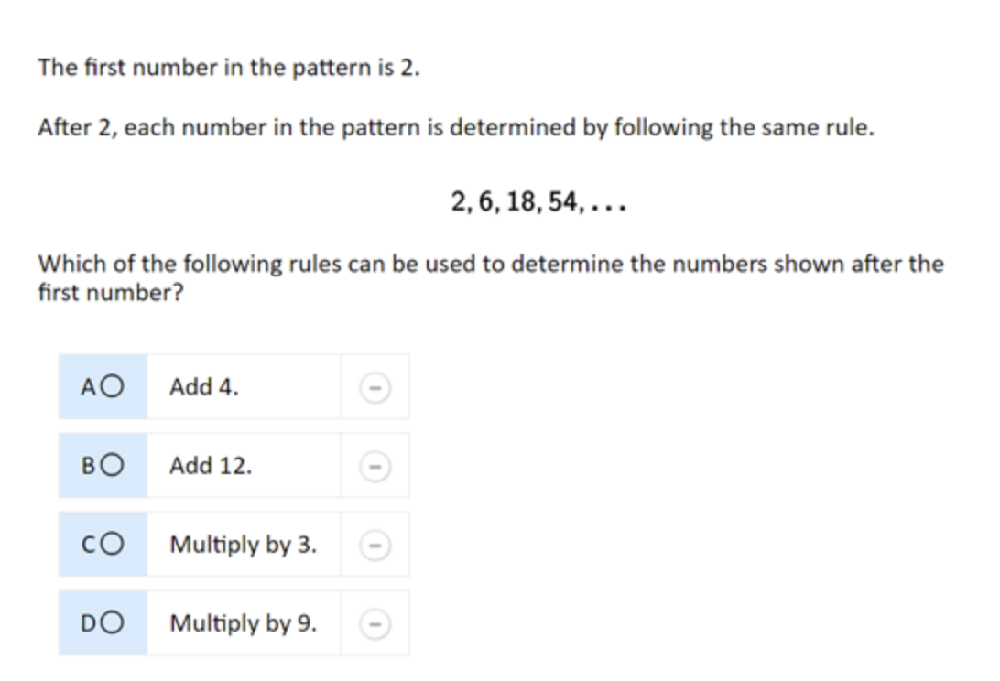 The first number in the pattern is 2.
After 2, each number in the pattern is determined by following the same rule.
2, 6, 18, 54, . . .
Which of the following rules can be used to determine the numbers shown after the
first number?
A Add 4.
B Add 12.
C Multiply by 3.
D Multiply by 9.